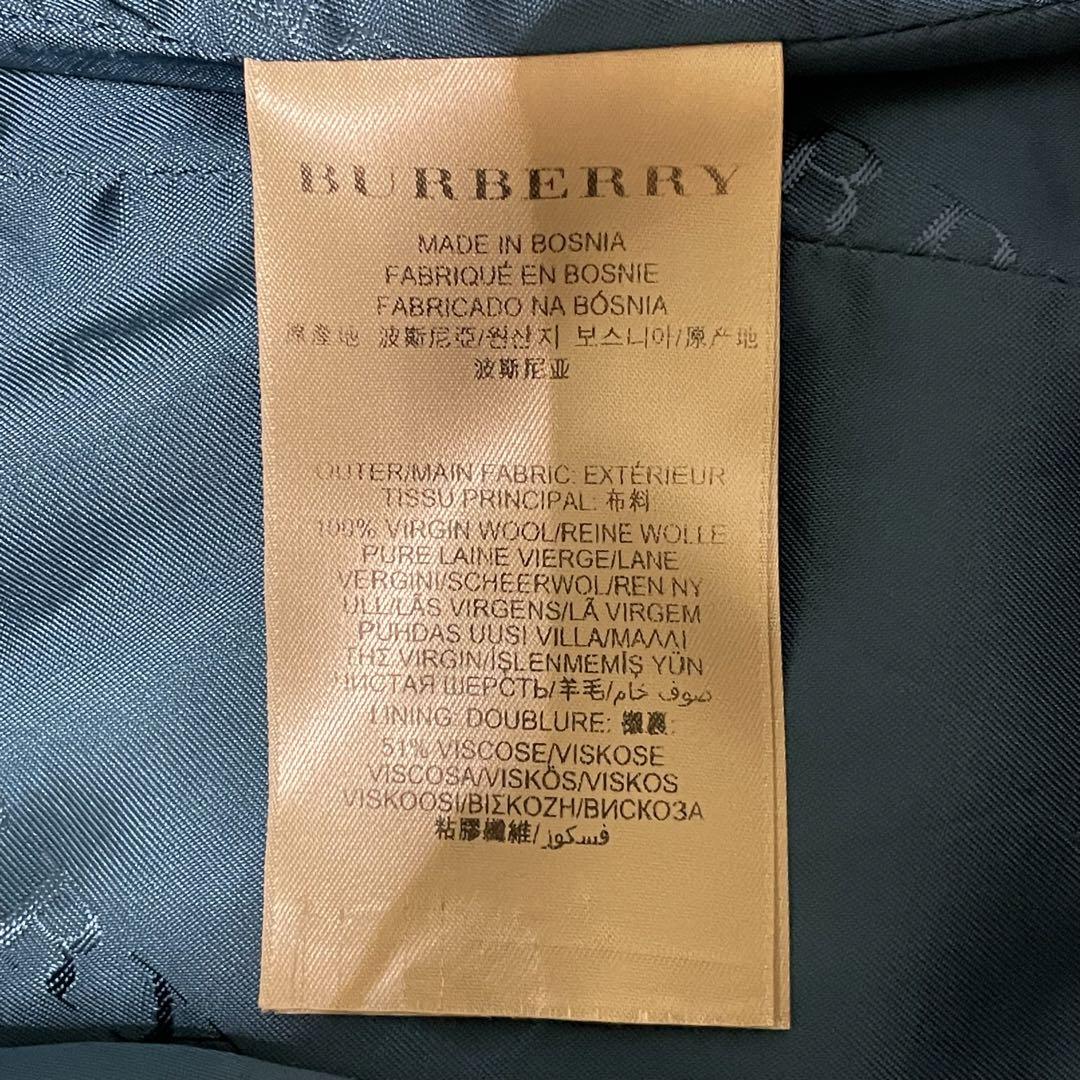 BURBERRY
MADE IN BOSNIA
FABRIQUÉ EN BOSNIE
FABRICADO NA BÓSNIA
原產地 波斯尼亞/원산지 보스니아/原产地
波斯尼亚
OUTER/MAIN FABRIC: EXTÉRIEUR
TISSU PRINCIPAL: 布料
100% VIRGIN WOOL/REINE WOLLE
PURE LAINE VIERGE/LANE
VERGINI/SCHEERWOL/REN NY
ULL/LÃS VIRGENS/LÃ VIRGEM
PUHDAS UUSI VILLA/ΜΑΛΛΙ
ΤΗΣ VIRGIN/İŞLENMEMİŞ YÜN
ЧИСТАЯ ШЕРСТЬ/羊毛/صوف خام
LINING: DOUBLURE: 襯裏:
51% VISCOSE/VISKOSE
VISCOSA/VISKÖS/VISKOS
VISKOOSI/ΒΙΣΚΟΖΗ/ВИСКОЗА
粘膠纖維/فسكوز